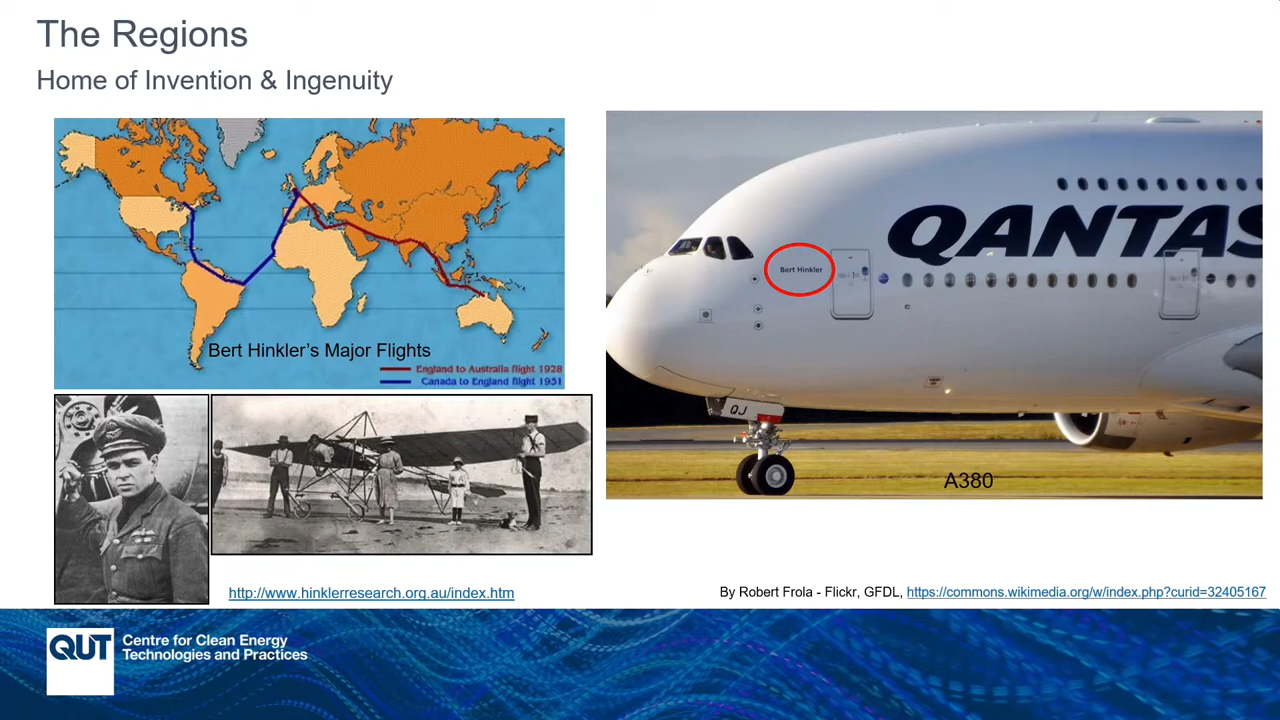 The Regions
Home of Invention & Ingenuity
Bert Hinkler's Major Flights
England to Australia flight 1928
Canada to England flight 1931
QANTAS
Bert Hinkler
QJ
A380
http://www.hinklerresearch.org.au/index.htm
By Robert Frola - Flickr, GFDL, https://commons.wikimedia.org/w/index.php?curid=32405167
QUT
Centre for Clean Energy
Technologies and Practices